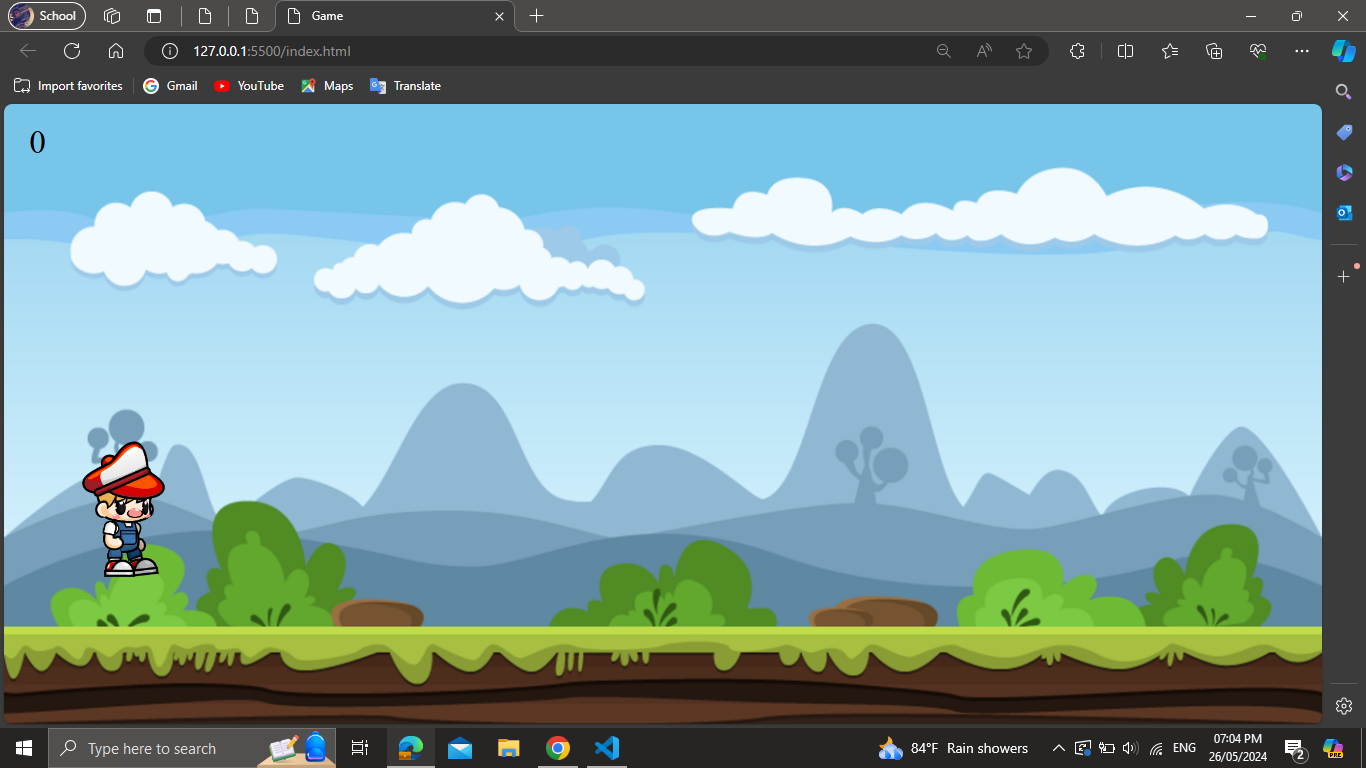 School
Game
127.0.0.1:5500/index.html
Import favorites
Gmail
YouTube
Maps
Translate
0
Type here to search
84°F Rain showers
ENG
07:04 PM
26/05/2024
2
PRE